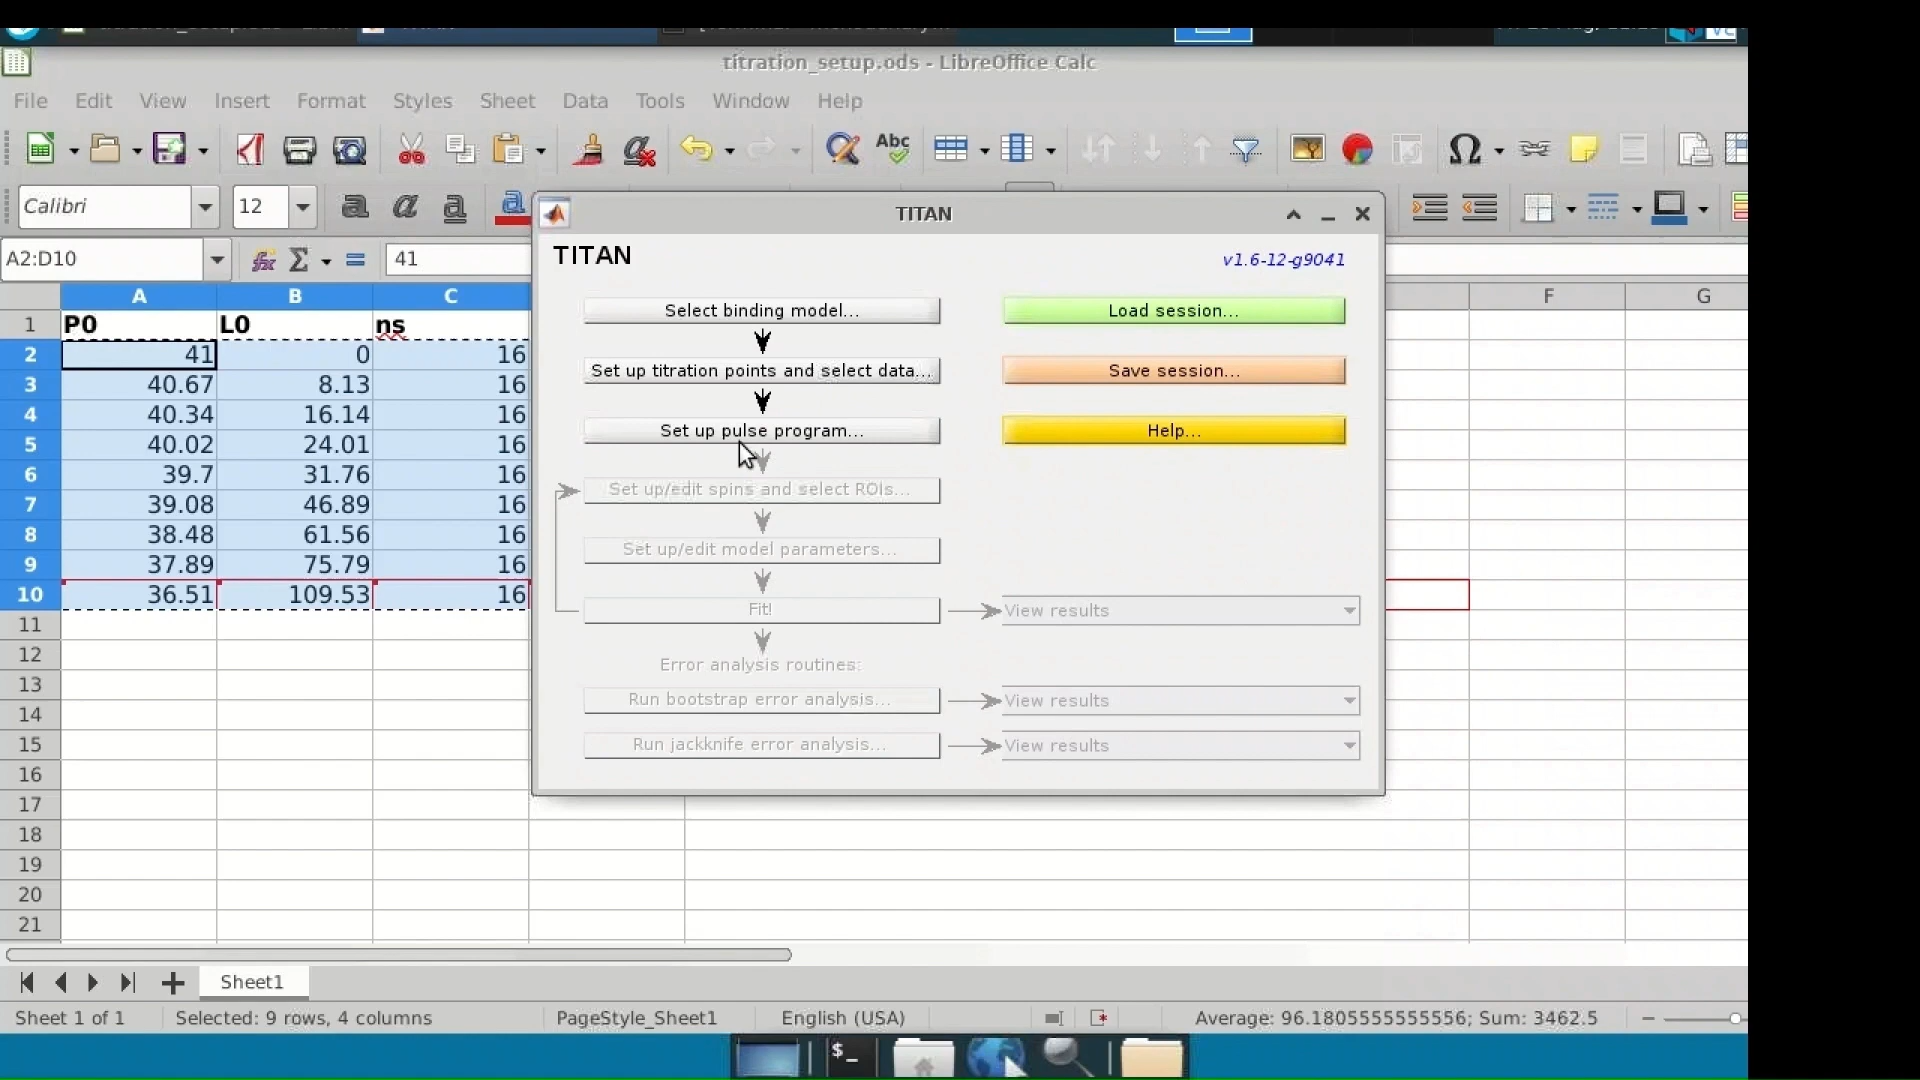 titration_setup.ods - LibreOffice Calc
File Edit View Insert Format Styles Sheet Data Tools Window Help
Abc
Calibri 12
A2:D10 41
A B C F G
1 P0 L0 ns
2 41 0 16
3 40.67 8.13 16
4 40.34 16.14 16
5 40.02 24.01 16
6 39.7 31.76 16
7 39.08 46.89 16
8 38.48 61.56 16
9 37.89 75.79 16
10 36.51 109.53 16
11
12
13
14
15
16
17
18
19
20
21
TITAN
TITAN
v1.6-12-g9041
Select binding model...
Load session...
Set up titration points and select data...
Save session...
Set up pulse program...
Help...
Set up/edit spins and select ROIs...
Set up/edit model parameters...
Fit!
View results
Error analysis routines:
Run bootstrap error analysis...
View results
Run jackknife error analysis...
View results
Sheet1
Sheet 1 of 1 Selected: 9 rows, 4 columns PageStyle_Sheet1 English (USA) Average: 96.1805555555556; Sum: 3462.5
$_